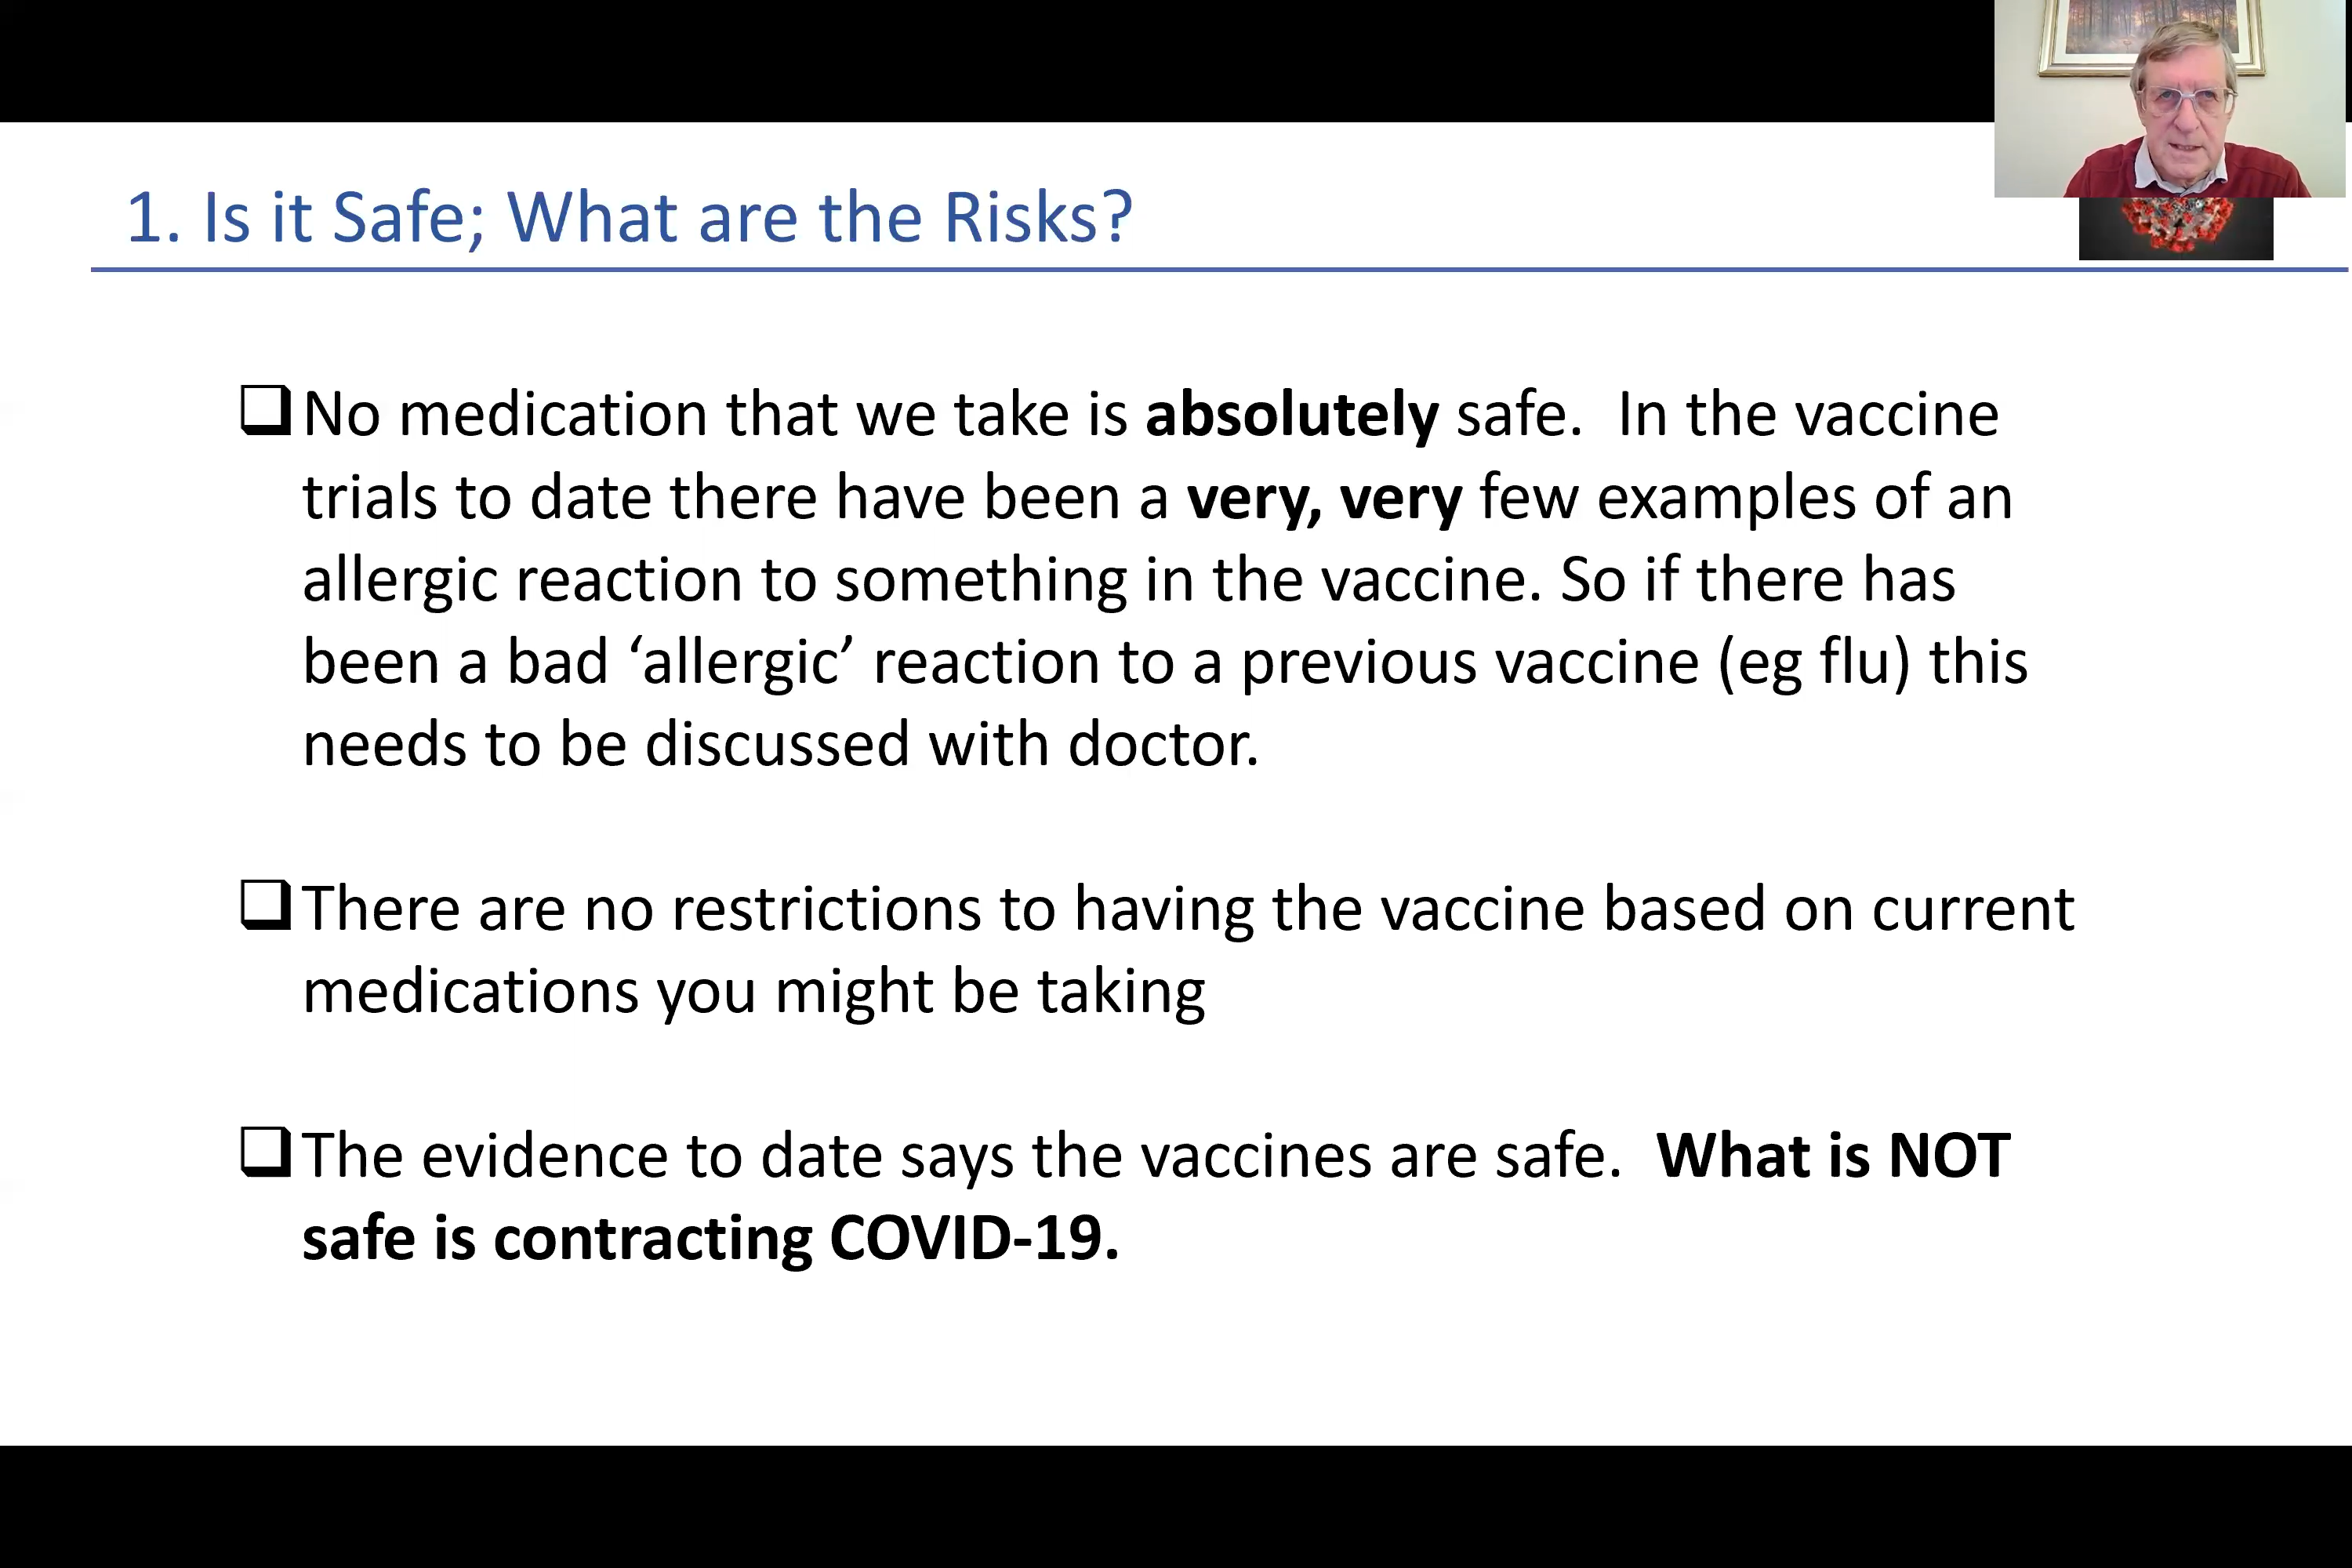 1. Is it Safe; What are the Risks?
No medication that we take is absolutely safe.  In the vaccine
trials to date there have been a very, very few examples of an
allergic reaction to something in the vaccine. So if there has
been a bad ‘allergic’ reaction to a previous vaccine (eg flu) this
needs to be discussed with doctor.
There are no restrictions to having the vaccine based on current
medications you might be taking
The evidence to date says the vaccines are safe.  What is NOT
safe is contracting COVID-19.